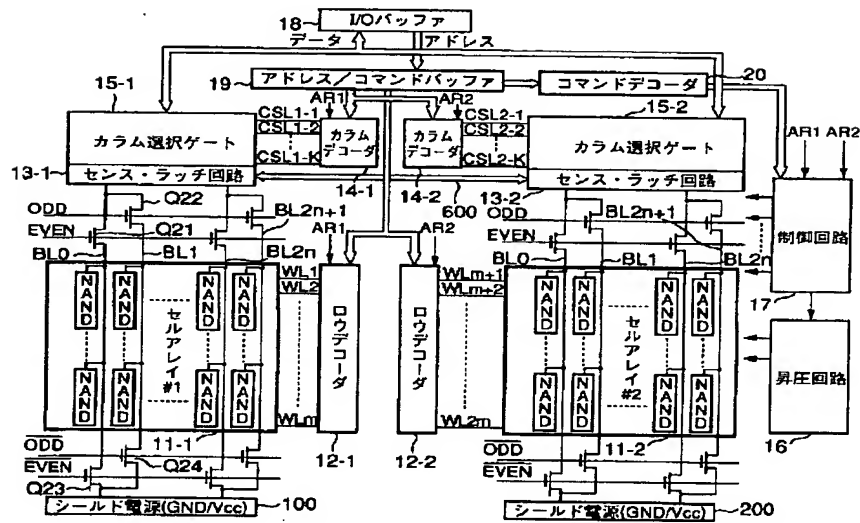 18
I/Oバッファ
データ
アドレス
19
アドレス/コマンドバッファ
コマンドデコーダ
20
15-1
AR1
AR2
15-2
カラム選択ゲート
CSL1-1
CSL1-2
CSL1-K
カラムデコーダ
カラムデコーダ
CSL2-1
CSL2-2
CSL2-K
カラム選択ゲート
AR1 AR2
13-1
センス・ラッチ回路
14-1
14-2
センス・ラッチ回路
600
13-2
ODD
Q22
BL2n+1
EVEN
Q21
BL0
BL1
BL2n
AR1
AR2
ODD
BL2n+1
EVEN
BL0
BL1
BL2n
制御回路
17
NAND
NAND
NAND
NAND
セルアレイ#1
NAND
NAND
NAND
NAND
11-1
WL1
WL2
WLm
ロウデコーダ
12-1
ロウデコーダ
12-2
WLm+1
WLm+2
WL2m
NAND
NAND
NAND
NAND
セルアレイ#2
NAND
NAND
NAND
NAND
11-2
昇圧回路
16
ODD
EVEN
Q24
Q23
シールド電源(GND/Vcc)
100
ODD
EVEN
シールド電源(GND/Vcc)
200